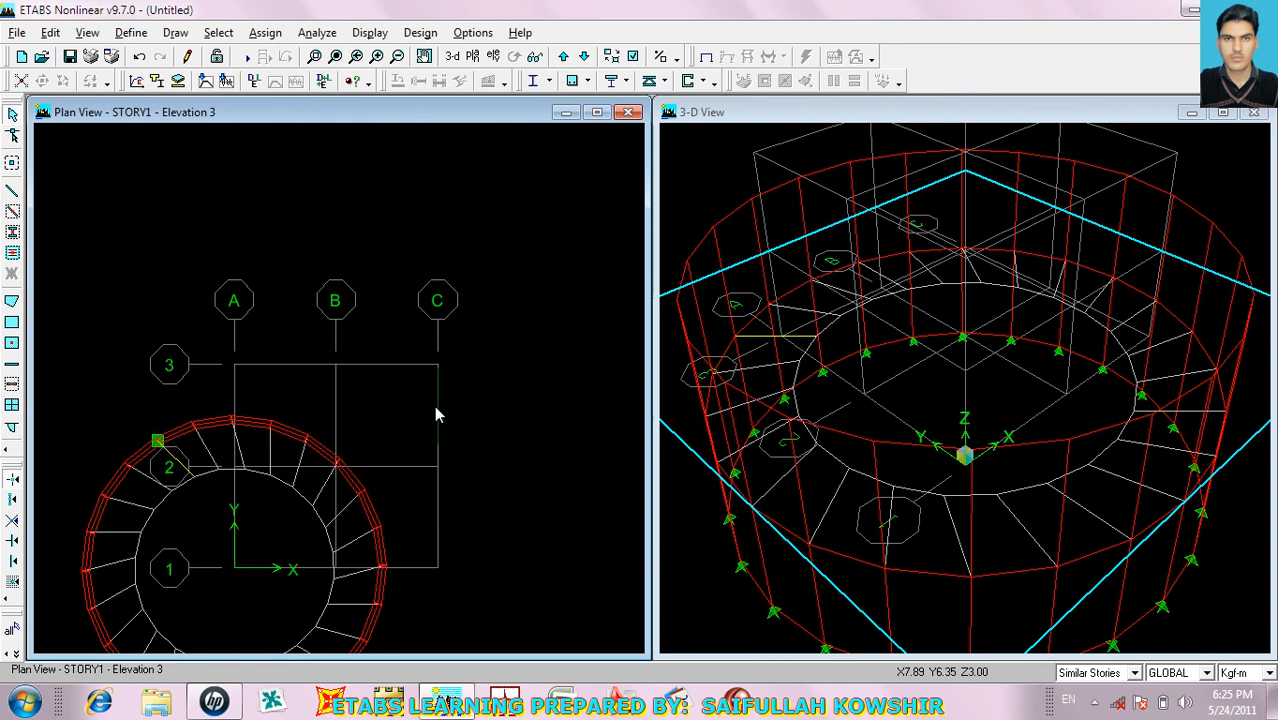 ETABS Nonlinear v9.7.0 - (Untitled)
File Edit View Define Draw Select Assign Analyze Display Design Options Help
3-d
Plan View - STORY1 - Elevation 3
3-D View
A B C
3
2
1
Y
X
Z
Y
X
all
Plan View - STORY1 - Elevation 3
X7.89 Y6.35 Z3.00
Similar Stories
GLOBAL
Kgf-m
EN
6:25 PM
5/24/2011
ETABS LEARNING PREPARED BY: SAIFULLAH KOWSHIR